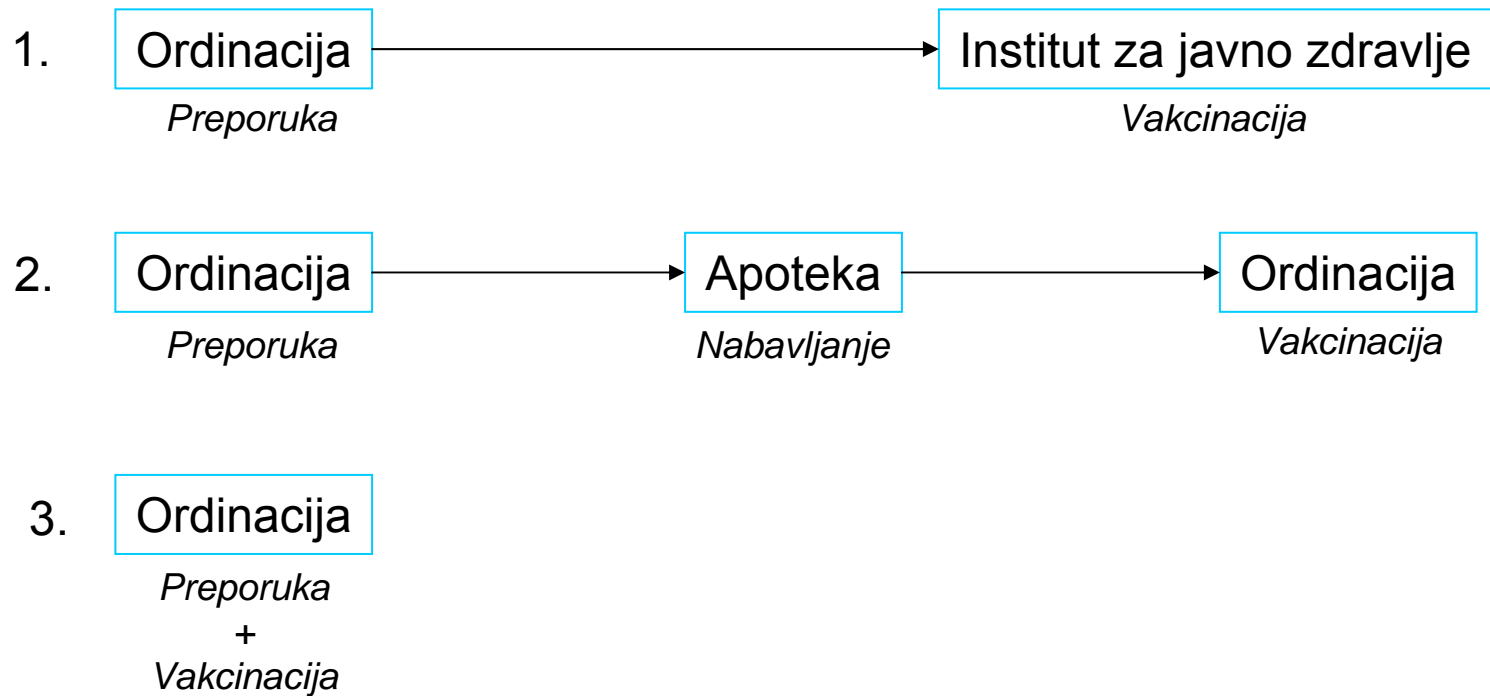 1. Ordinacija Institut za javno zdravlje
Preporuka Vakcinacija
2. Ordinacija Apoteka Ordinacija
Preporuka Nabavljanje Vakcinacija
3. Ordinacija
Preporuka
+
Vakcinacija